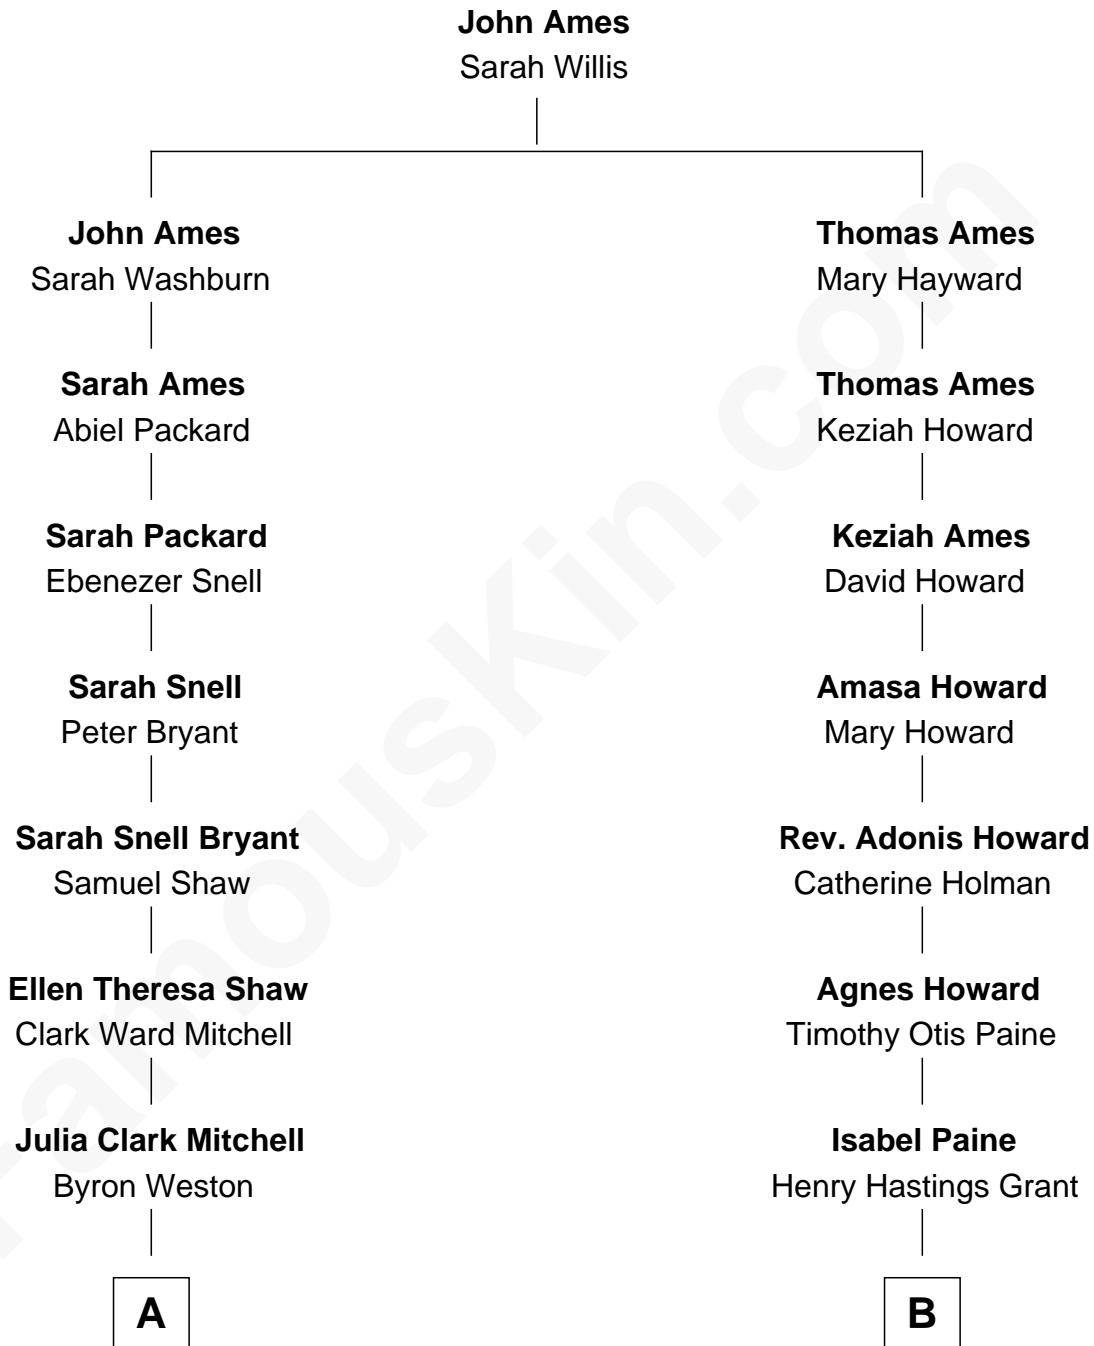 John Ames
Sarah Willis
John Ames
Sarah Washburn
Thomas Ames
Mary Hayward
Sarah Ames
Abiel Packard
Thomas Ames
Keziah Howard
Sarah Packard
Ebenezer Snell
Keziah Ames
David Howard
Sarah Snell
Peter Bryant
Amasa Howard
Mary Howard
Sarah Snell Bryant
Samuel Shaw
Rev. Adonis Howard
Catherine Holman
Ellen Theresa Shaw
Clark Ward Mitchell
Agnes Howard
Timothy Otis Paine
Julia Clark Mitchell
Byron Weston
Isabel Paine
Henry Hastings Grant
A
B
FamousKin.com